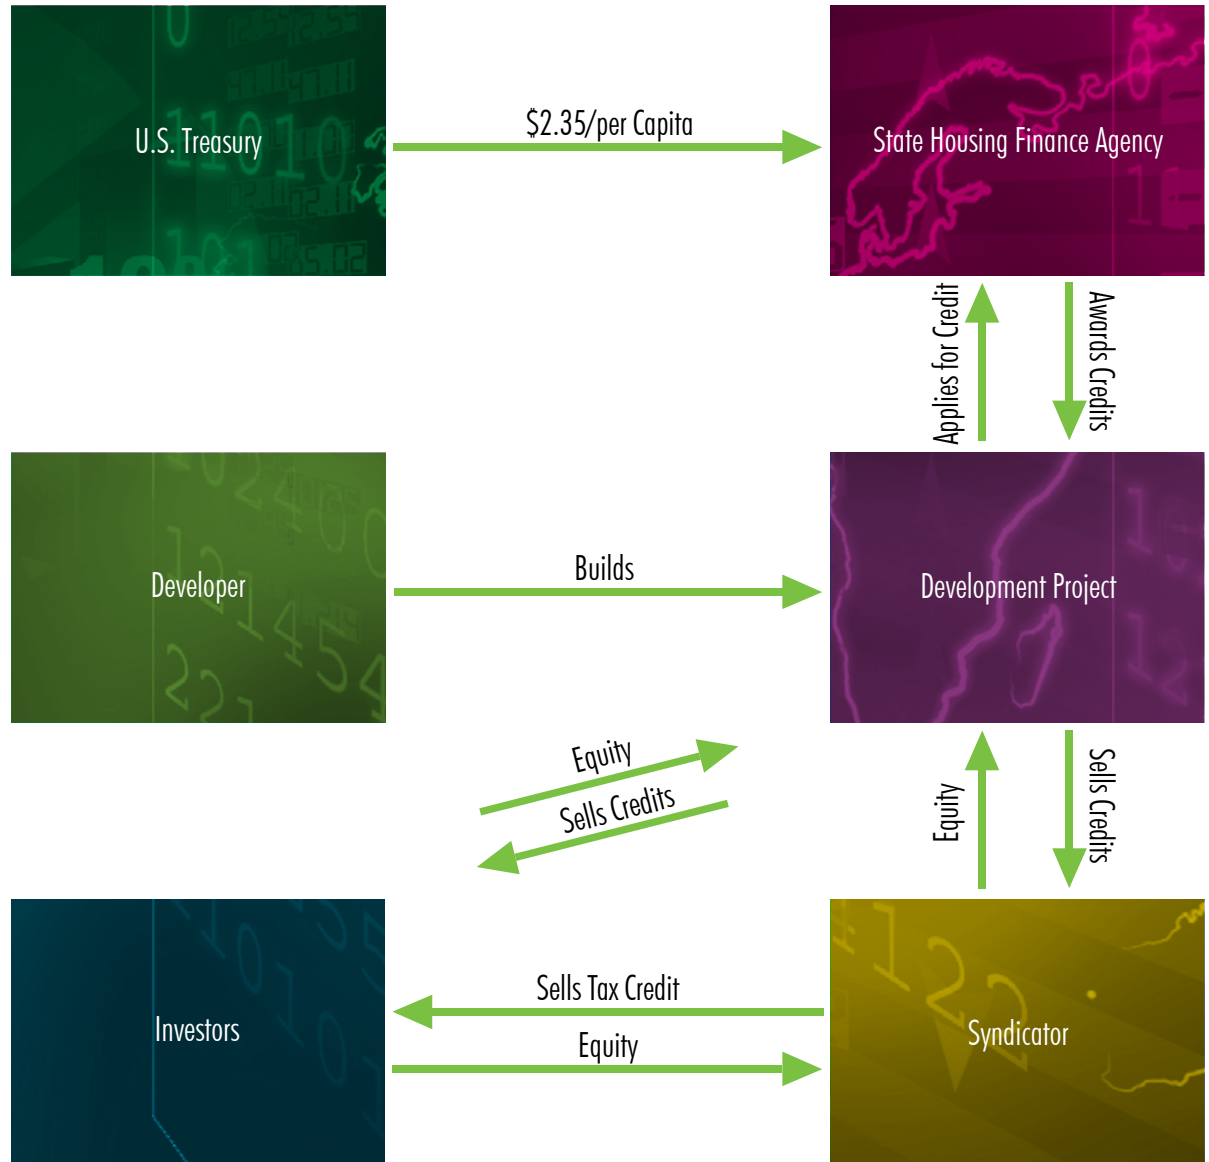 U.S. Treasury
$2.35/per Capita
State Housing Finance Agency
Applies for Credit
Awards Credits
Developer
Builds
Development Project
Equity
Sells Credits
Equity
Sells Credits
Investors
Sells Tax Credit
Equity
Syndicator